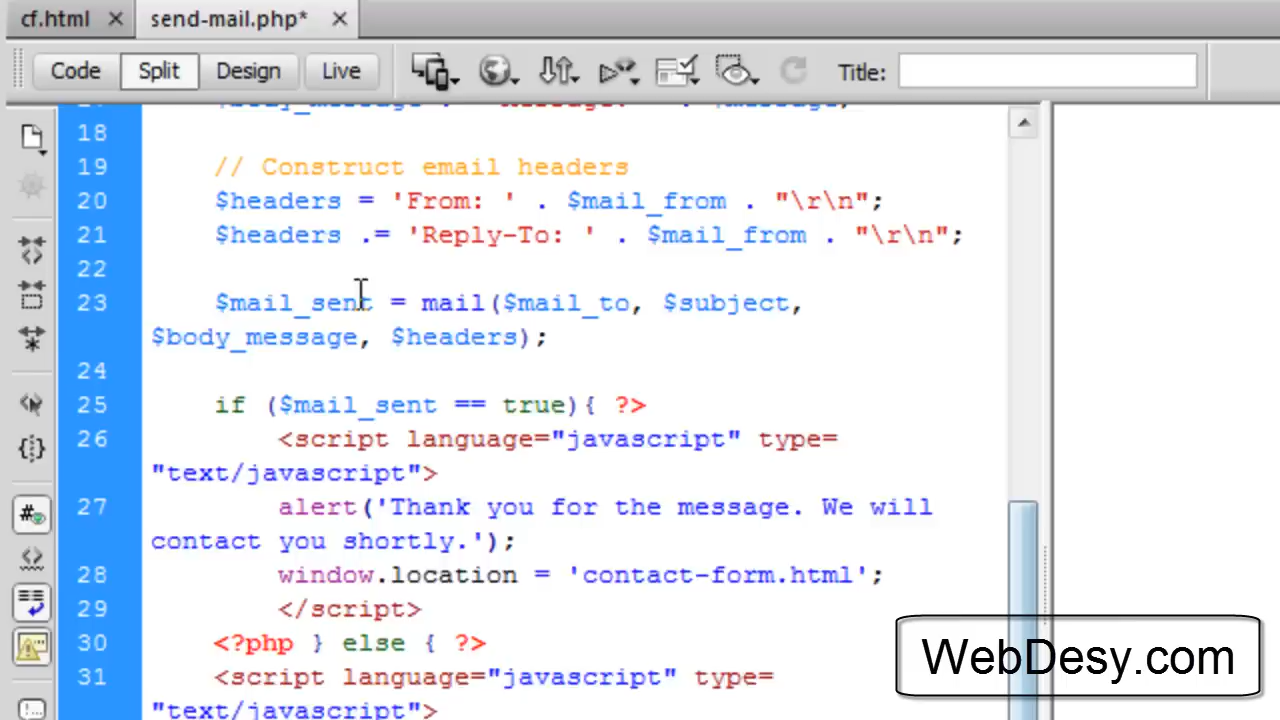 cf.html
send-mail.php*
Code Split Design Live Title:
18
19 // Construct email headers
20 $headers = 'From: ' . $mail_from . "\r\n";
21 $headers .= 'Reply-To: ' . $mail_from . "\r\n";
22
23 $mail_sent = mail($mail_to, $subject,
$body_message, $headers);
24
25 if ($mail_sent == true){ ?>
26 <script language="javascript" type=
"text/javascript">
27 alert('Thank you for the message. We will
contact you shortly.');
28 window.location = 'contact-form.html';
29 </script>
30 <?php } else { ?>
31 <script language="javascript" type=
"text/javascript">
WebDesy.com